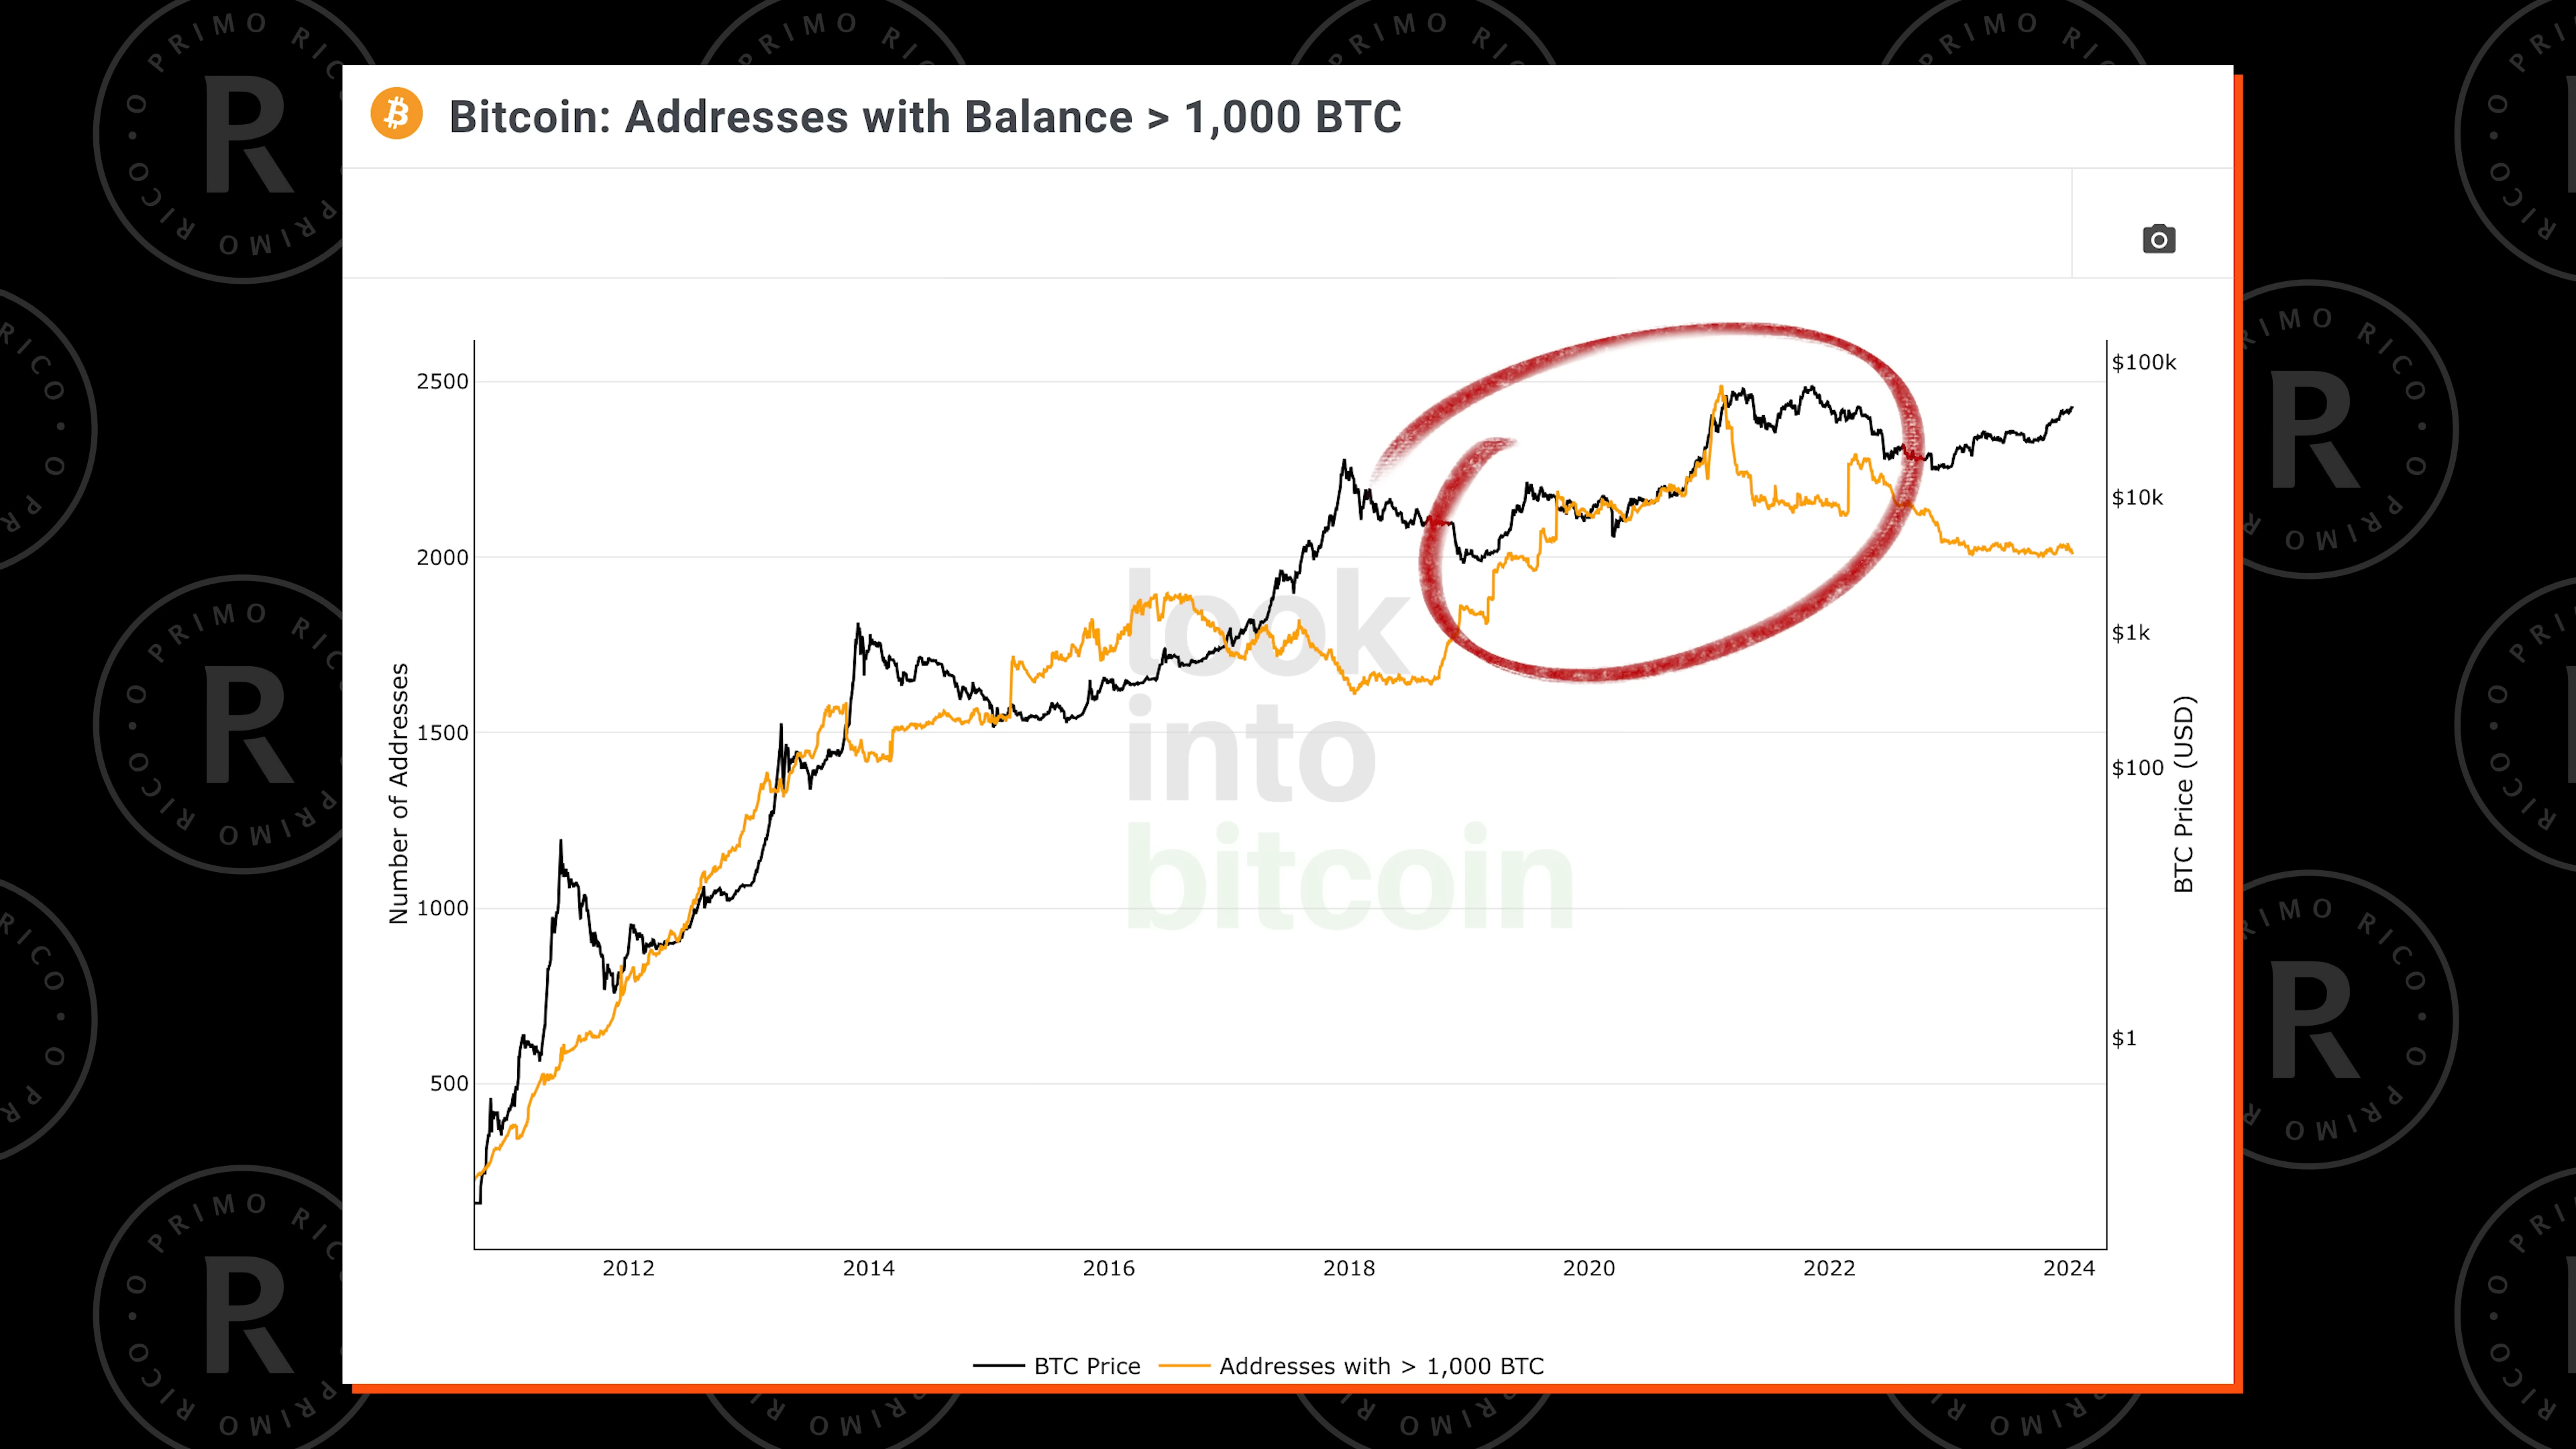 Bitcoin: Addresses with Balance > 1,000 BTC
2500
2000
1500
1000
500
Number of Addresses
$100k
$10k
$1k
$100
$1
BTC Price (USD)
look
into
bitcoin
2012
2014
2016
2018
2020
2022
2024
BTC Price
Addresses with > 1,000 BTC
R
PRIMO RICO • PRIMO RICO •